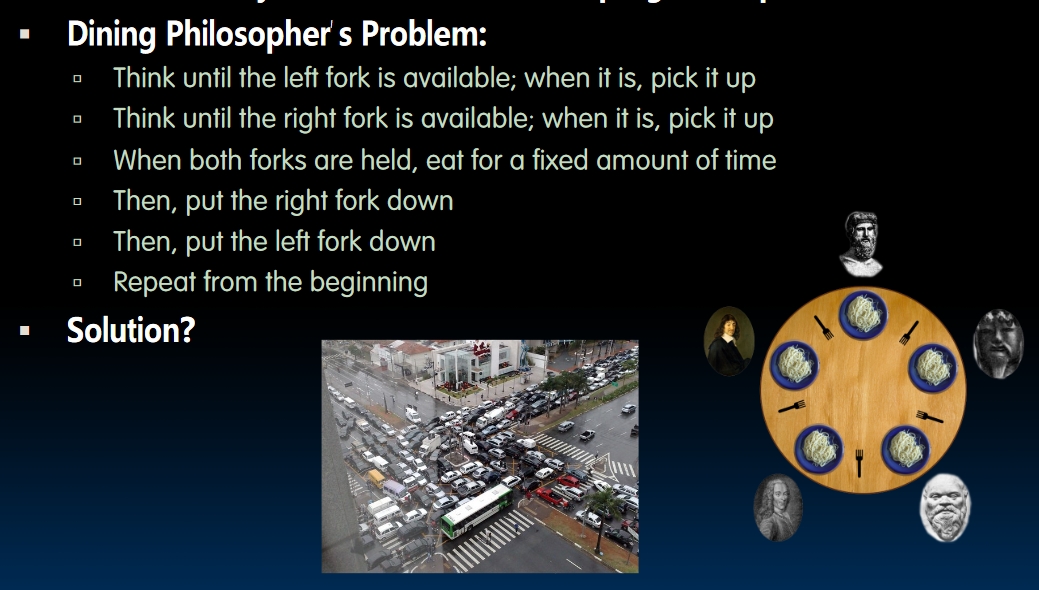 Dining Philosopher's Problem:
Think until the left fork is available; when it is, pick it up
Think until the right fork is available; when it is, pick it up
When both forks are held, eat for a fixed amount of time
Then, put the right fork down
Then, put the left fork down
Repeat from the beginning
Solution?